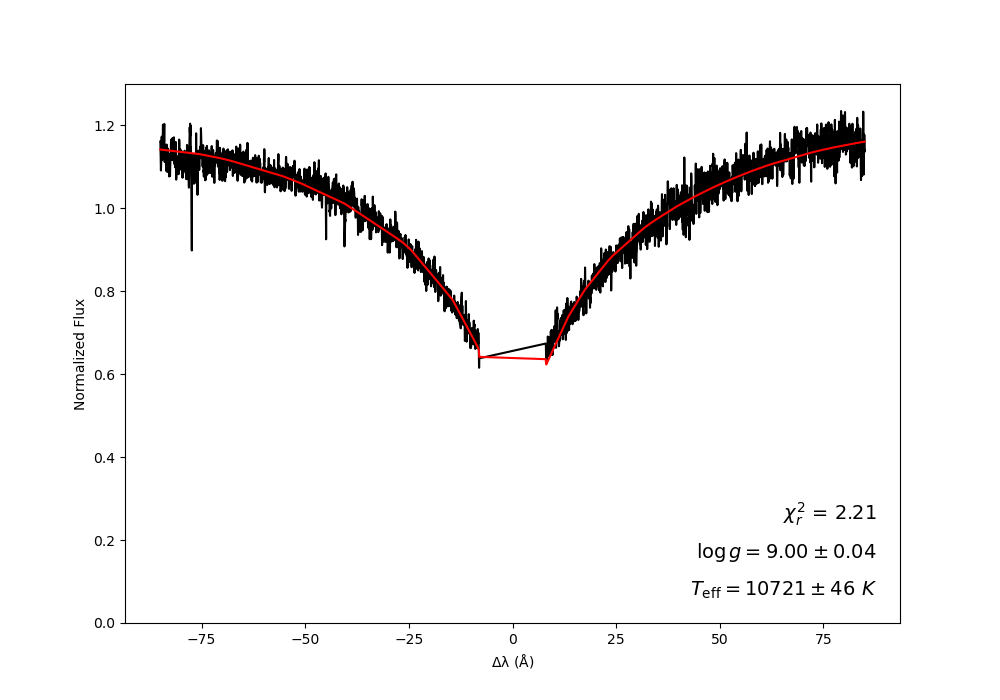 1.2
1.0
0.8
0.6
0.4
0.2
0.0
Normalized Flux
χ²ᵣ = 2.21
log g = 9.00 ± 0.04
T_eff = 10721 ± 46 K
−75 −50 −25 0 25 50 75
Δλ (Å)